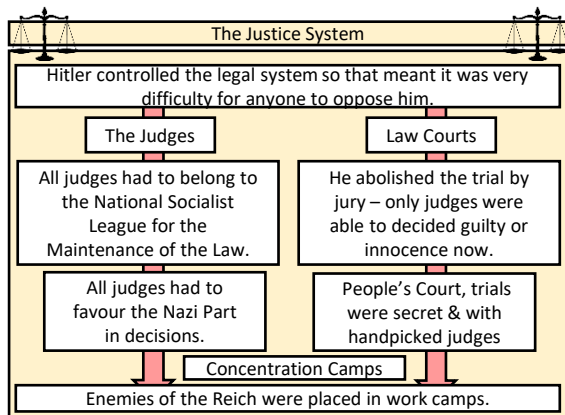 The Justice System
Hitler controlled the legal system so that meant it was very
difficulty for anyone to oppose him.
The Judges
All judges had to belong to
the National Socialist
League for the
Maintenance of the Law.
All judges had to
favour the Nazi Part
in decisions.
Law Courts
He abolished the trial by
jury – only judges were
able to decided guilty or
innocence now.
People's Court, trials
were secret & with
handpicked judges
Concentration Camps
Enemies of the Reich were placed in work camps.